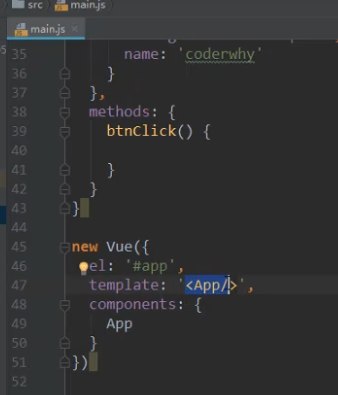 src main.js
main.js
35 name: 'coderwhy'
36 }
37 },
38 methods: {
39 btnClick() {
40
41 }
42 }
43 }
44
45 new Vue({
46 el: '#app',
47 template: '<App/>',
48 components: {
49 App
50 }
51 })
52